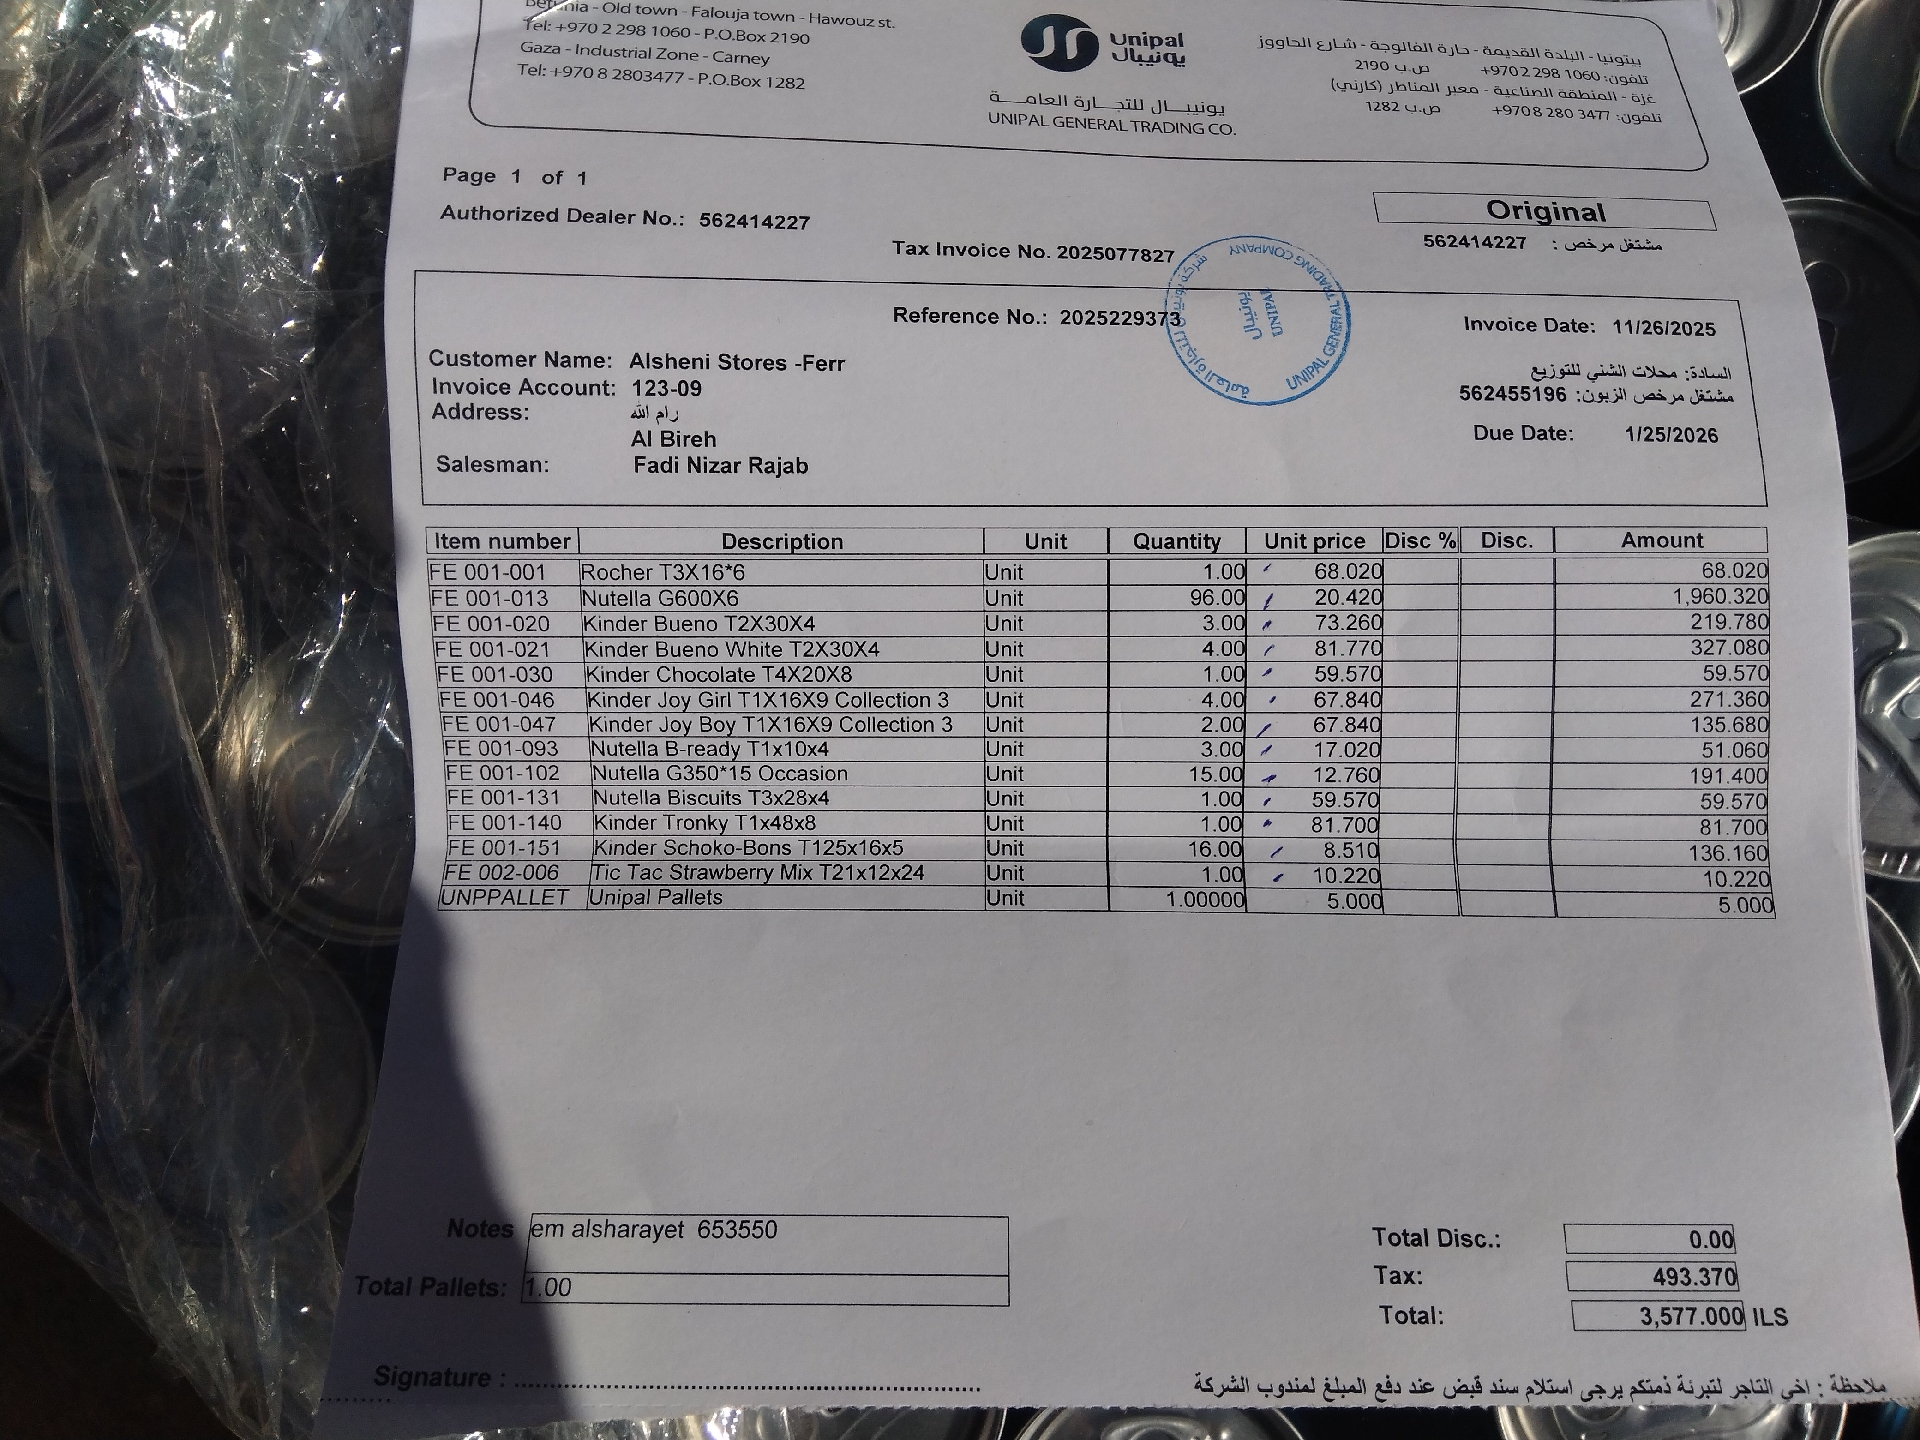 Betunia - Old town - Falouja town - Hawouz st.
Tel: +970 2 298 1060 - P.O.Box 2190
Gaza - Industrial Zone - Carney
Tel: +970 8 2803477 - P.O.Box 1282
Unipal
يونيبال
يونيبال للتجارة العامة
UNIPAL GENERAL TRADING CO.
بيتونيا - البلدة القديمة - حارة الفالوجة - شارع الحاووز
تلفون: 1060 298 9702+ ص.ب 2190
غزة - المنطقة الصناعية - معبر المناطر (كارني)
تلفون: 3477 280 9708+ ص.ب 1282
Page 1 of 1
Authorized Dealer No.: 562414227
Original
مشتغل مرخص : 562414227
Tax Invoice No. 2025077827
UNIPAL GENERAL TRADING COMPANY
يونيبال
UNIPAL
Reference No.: 2025229373
Invoice Date: 11/26/2025
Customer Name: Alsheni Stores -Ferr
السادة: محلات الشني للتوزيع
Invoice Account: 123-09
مشتغل مرخص الزبون: 562455196
Address: رام الله
Al Bireh
Due Date: 1/25/2026
Salesman: Fadi Nizar Rajab
Item number Description Unit Quantity Unit price Disc % Disc. Amount
FE 001-001 Rocher T3X16*6 Unit 1.00 68.020 68.020
FE 001-013 Nutella G600X6 Unit 96.00 20.420 1,960.320
FE 001-020 Kinder Bueno T2X30X4 Unit 3.00 73.260 219.780
FE 001-021 Kinder Bueno White T2X30X4 Unit 4.00 81.770 327.080
FE 001-030 Kinder Chocolate T4X20X8 Unit 1.00 59.570 59.570
FE 001-046 Kinder Joy Girl T1X16X9 Collection 3 Unit 4.00 67.840 271.360
FE 001-047 Kinder Joy Boy T1X16X9 Collection 3 Unit 2.00 67.840 135.680
FE 001-093 Nutella B-ready T1x10x4 Unit 3.00 17.020 51.060
FE 001-102 Nutella G350*15 Occasion Unit 15.00 12.760 191.400
FE 001-131 Nutella Biscuits T3x28x4 Unit 1.00 59.570 59.570
FE 001-140 Kinder Tronky T1x48x8 Unit 1.00 81.700 81.700
FE 001-151 Kinder Schoko-Bons T125x16x5 Unit 16.00 8.510 136.160
FE 002-006 Tic Tac Strawberry Mix T21x12x24 Unit 1.00 10.220 10.220
UNPPALLET Unipal Pallets Unit 1.00000 5.000 5.000
Notes em alsharayet 653550
Total Pallets: 1.00
Total Disc.: 0.00
Tax: 493.370
Total: 3,577.000 ILS
Signature :
ملاحظة : اخي التاجر لتبرئة ذمتكم يرجى استلام سند قبض عند دفع المبلغ لمندوب الشركة